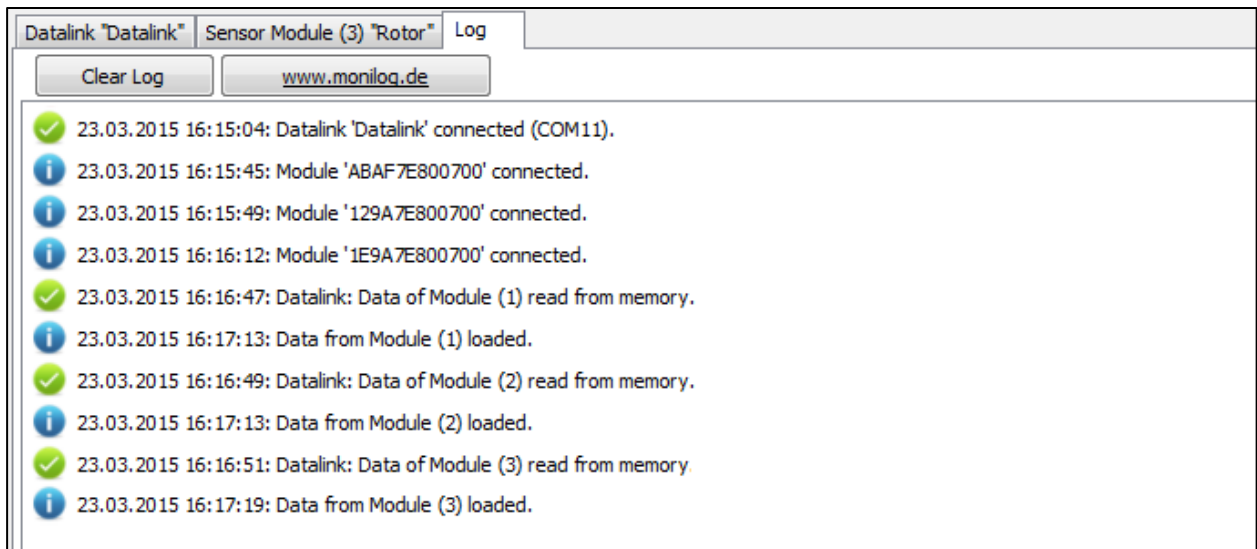 Datalink "Datalink" Sensor Module (3) "Rotor" Log
Clear Log www.monilog.de
23.03.2015 16:15:04: Datalink 'Datalink' connected (COM11).
23.03.2015 16:15:45: Module 'ABAF7E800700' connected.
23.03.2015 16:15:49: Module '129A7E800700' connected.
23.03.2015 16:16:12: Module '1E9A7E800700' connected.
23.03.2015 16:16:47: Datalink: Data of Module (1) read from memory.
23.03.2015 16:17:13: Data from Module (1) loaded.
23.03.2015 16:16:49: Datalink: Data of Module (2) read from memory.
23.03.2015 16:17:13: Data from Module (2) loaded.
23.03.2015 16:16:51: Datalink: Data of Module (3) read from memory.
23.03.2015 16:17:19: Data from Module (3) loaded.